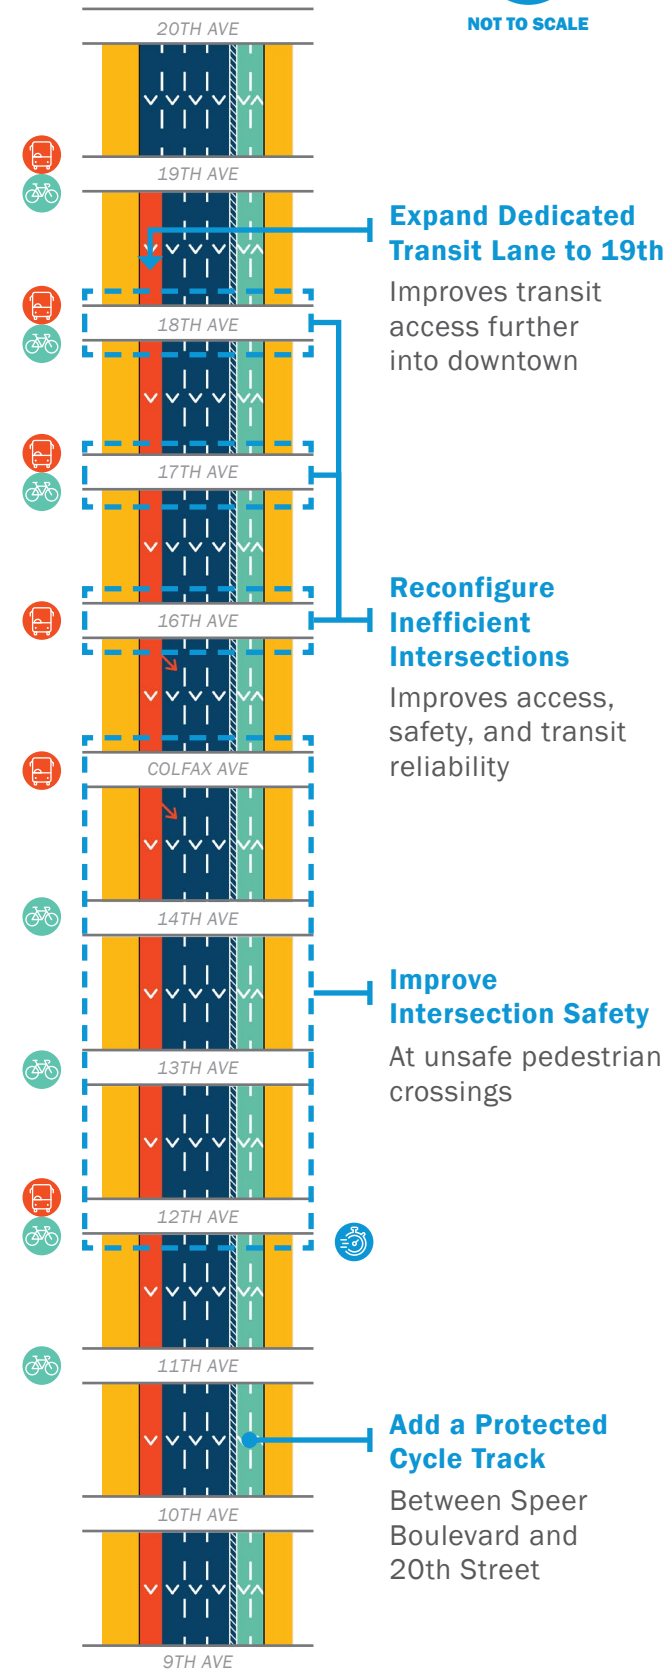 NOT TO SCALE
20TH AVE
19TH AVE
Expand Dedicated
Transit Lane to 19th
Improves transit
access further
into downtown
18TH AVE
17TH AVE
Reconfigure
Inefficient
Intersections
Improves access,
safety, and transit
reliability
16TH AVE
COLFAX AVE
14TH AVE
Improve
Intersection Safety
At unsafe pedestrian
crossings
13TH AVE
12TH AVE
11TH AVE
Add a Protected
Cycle Track
Between Speer
Boulevard and
20th Street
10TH AVE
9TH AVE